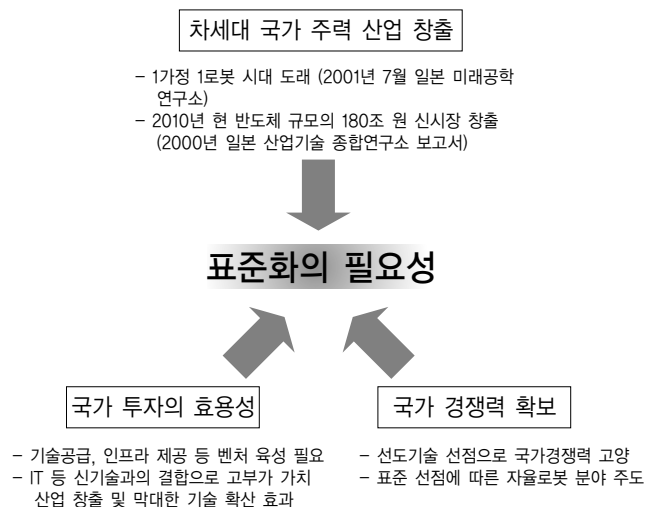 차세대 국가 주력 산업 창출
- 1가정 1로봇 시대 도래 (2001년 7월 일본 미래공학
연구소)
- 2010년 현 반도체 규모의 180조 원 신시장 창출
(2000년 일본 산업기술 종합연구소 보고서)
표준화의 필요성
국가 투자의 효용성
- 기술공급, 인프라 제공 등 벤처 육성 필요
- IT 등 신기술과의 결합으로 고부가 가치
산업 창출 및 막대한 기술 확산 효과
국가 경쟁력 확보
- 선도기술 선점으로 국가경쟁력 고양
- 표준 선점에 따른 자율로봇 분야 주도